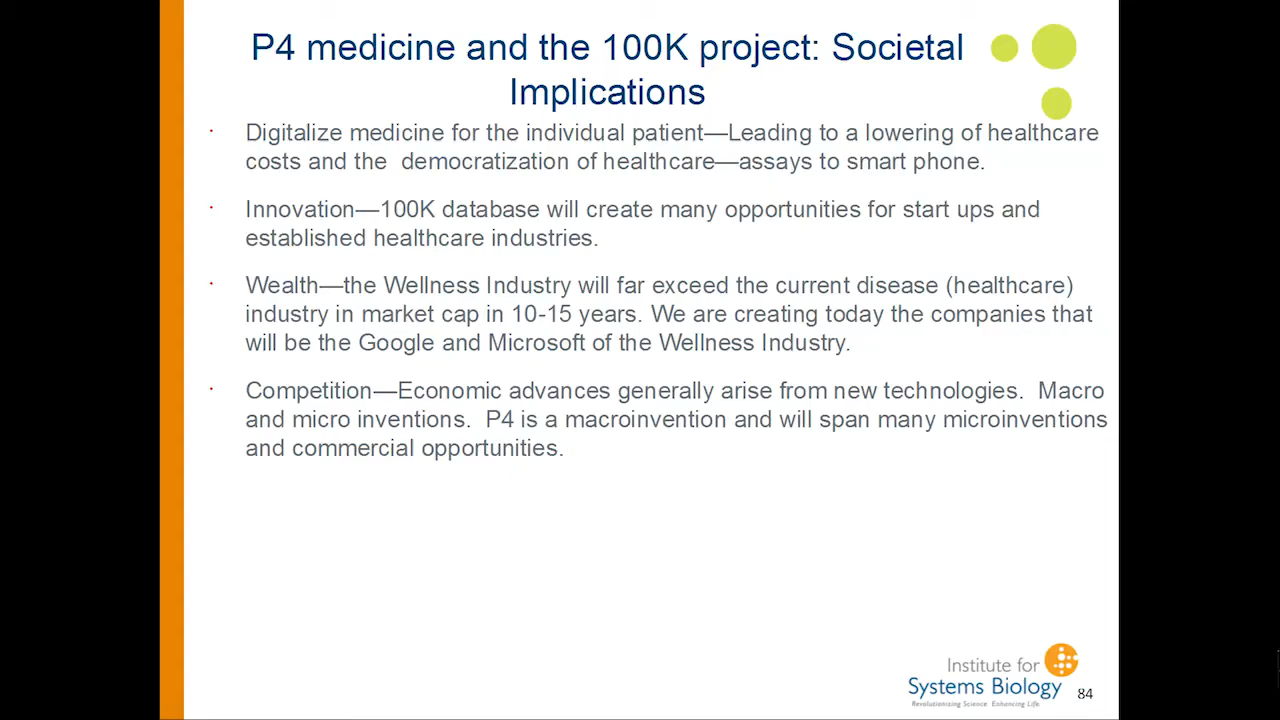 P4 medicine and the 100K project: Societal
Implications
· Digitalize medicine for the individual patient—Leading to a lowering of healthcare
costs and the  democratization of healthcare—assays to smart phone.
· Innovation—100K database will create many opportunities for start ups and
established healthcare industries.
· Wealth—the Wellness Industry will far exceed the current disease (healthcare)
industry in market cap in 10-15 years. We are creating today the companies that
will be the Google and Microsoft of the Wellness Industry.
· Competition—Economic advances generally arise from new technologies.  Macro
and micro inventions.  P4 is a macroinvention and will span many microinventions
and commercial opportunities.
Institute for
Systems Biology
Revolutionizing Science. Enhancing Life.
84